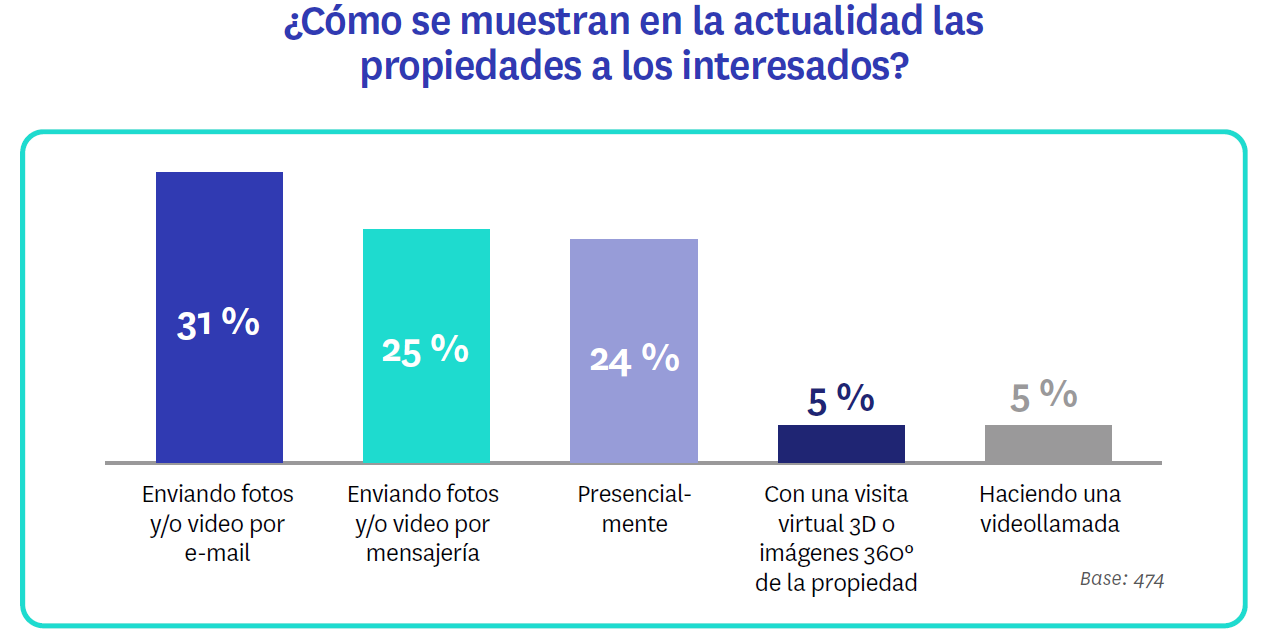 ¿Cómo se muestran en la actualidad las
propiedades a los interesados?
31 %
25 %
24 %
5 %
5 %
Enviando fotos
y/o video por
e-mail
Enviando fotos
y/o video por
mensajería
Presencial-
mente
Con una visita
virtual 3D o
imágenes 360º
de la propiedad
Haciendo una
videollamada
Base: 474